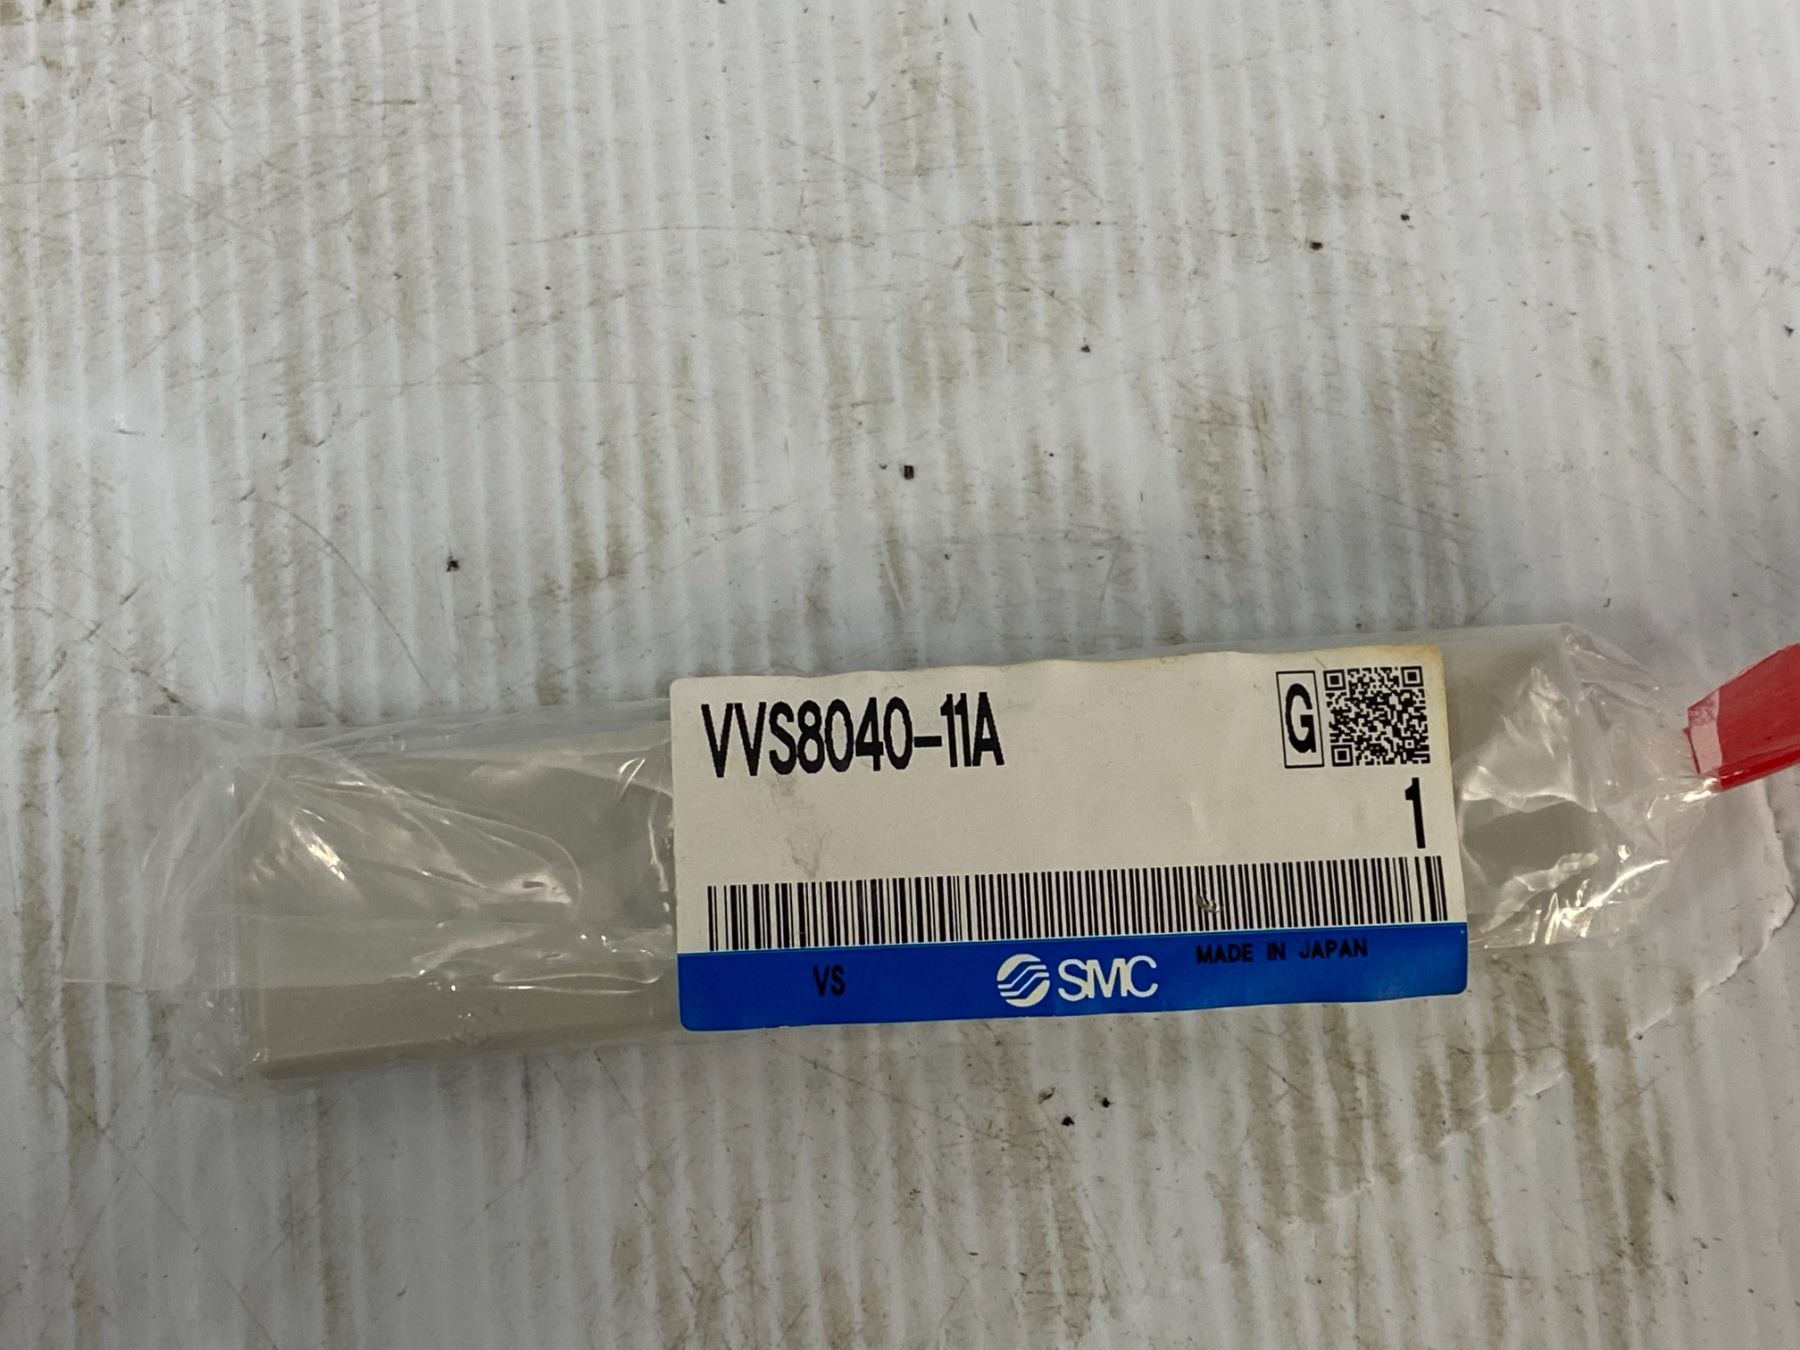 VVS8040-11A
G
1
VS
SMC
MADE IN JAPAN